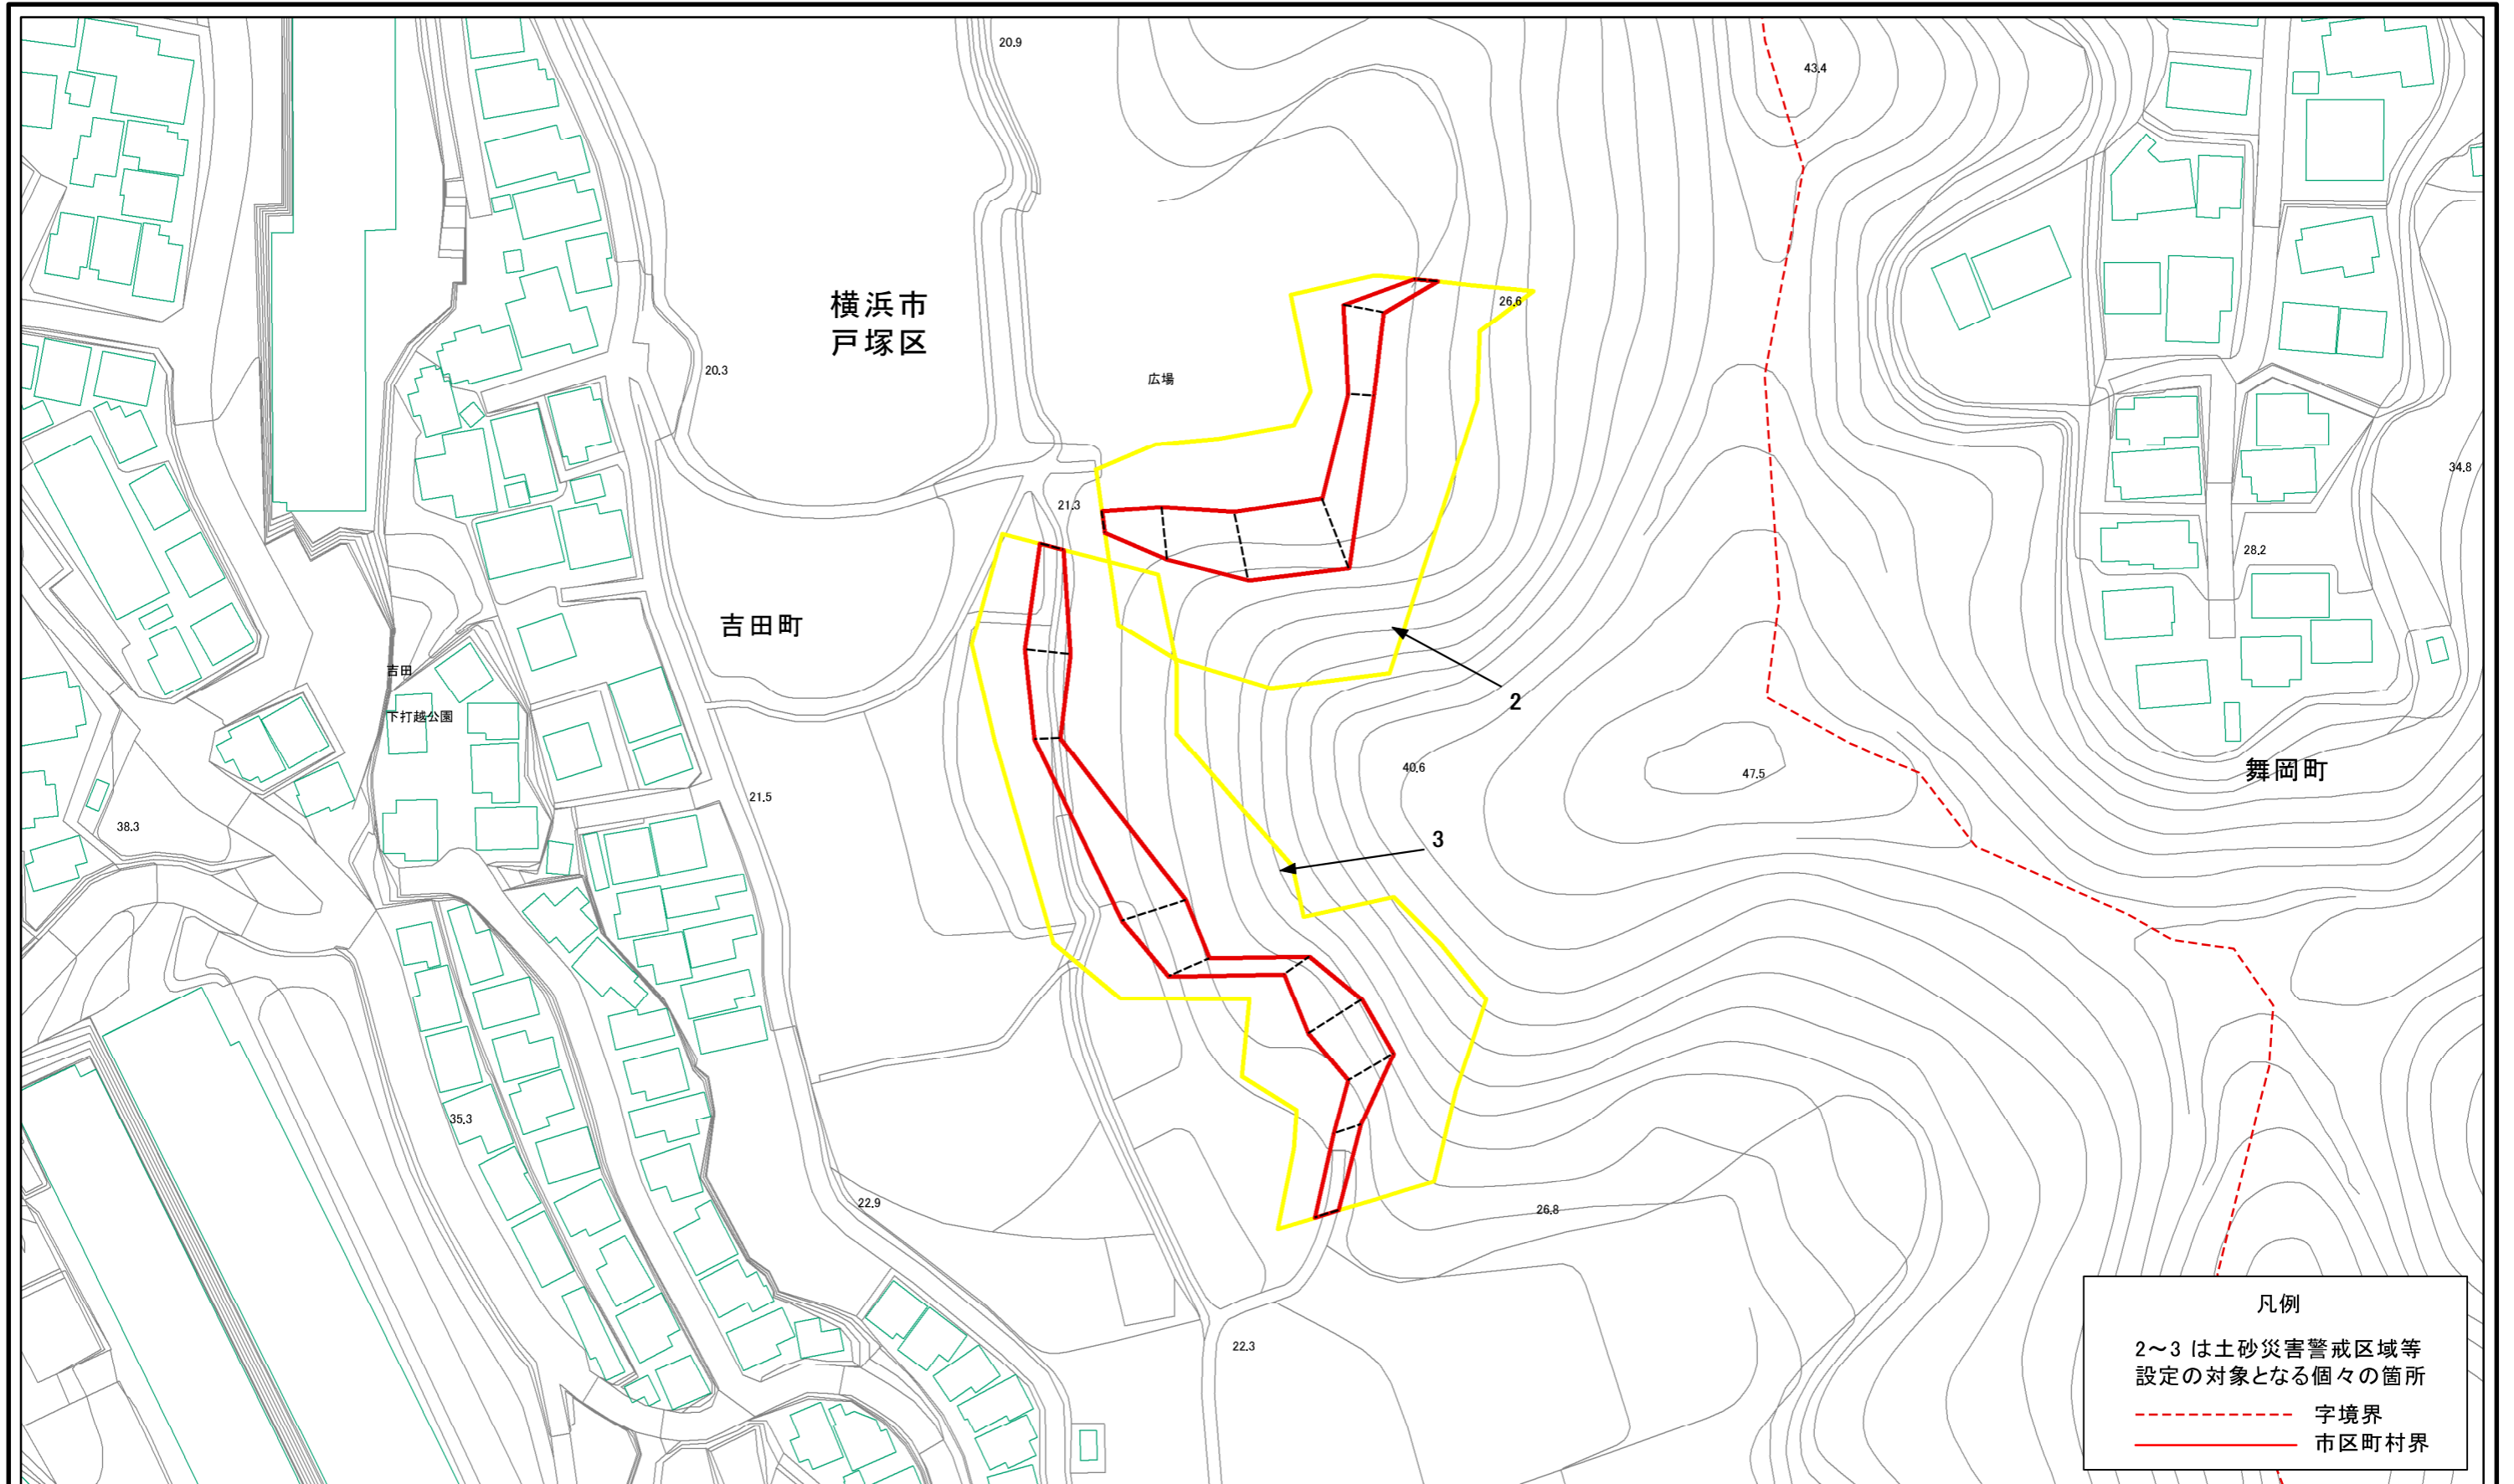 20.9
43.4
横浜市
戸塚区
26.6
20.3
広場
34.8
21.3
28.2
吉田町
吉田
2
下打越公園
40.6
47.5
舞岡町
21.5
38.3
3
35.3
22.9
26.8
22.3
凡例
2～3 は土砂災害警戒区域等
設定の対象となる個々の箇所
字境界
市区町村界